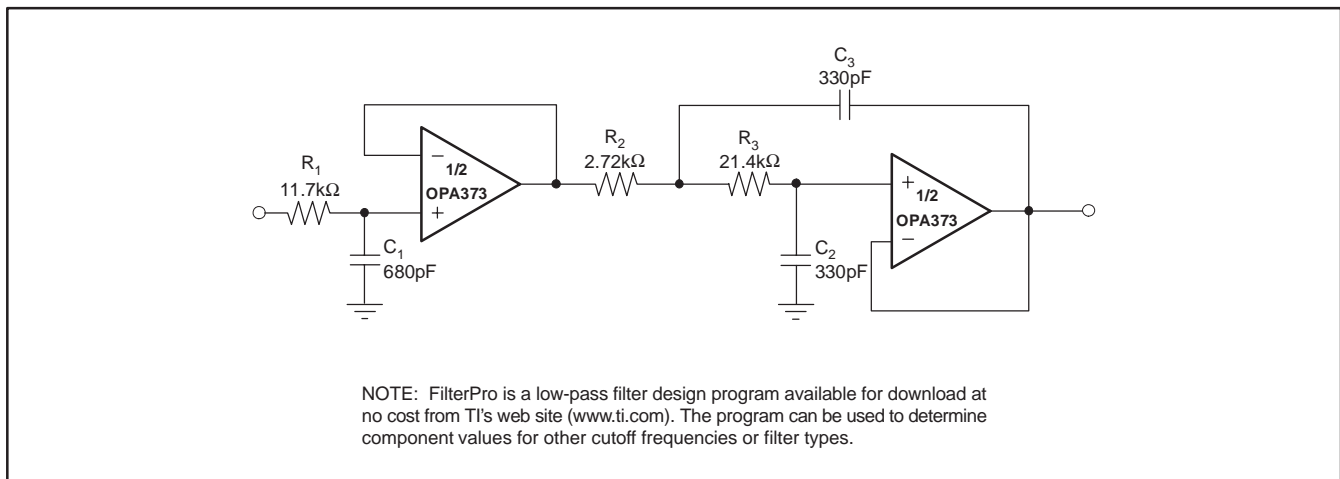 C3
330pF
R1
11.7kΩ
−
1/2
OPA373
+
R2
2.72kΩ
R3
21.4kΩ
+
1/2
OPA373
−
C1
680pF
C2
330pF
NOTE: FilterPro is a low-pass filter design program available for download at
no cost from TI's web site (www.ti.com). The program can be used to determine
component values for other cutoff frequencies or filter types.